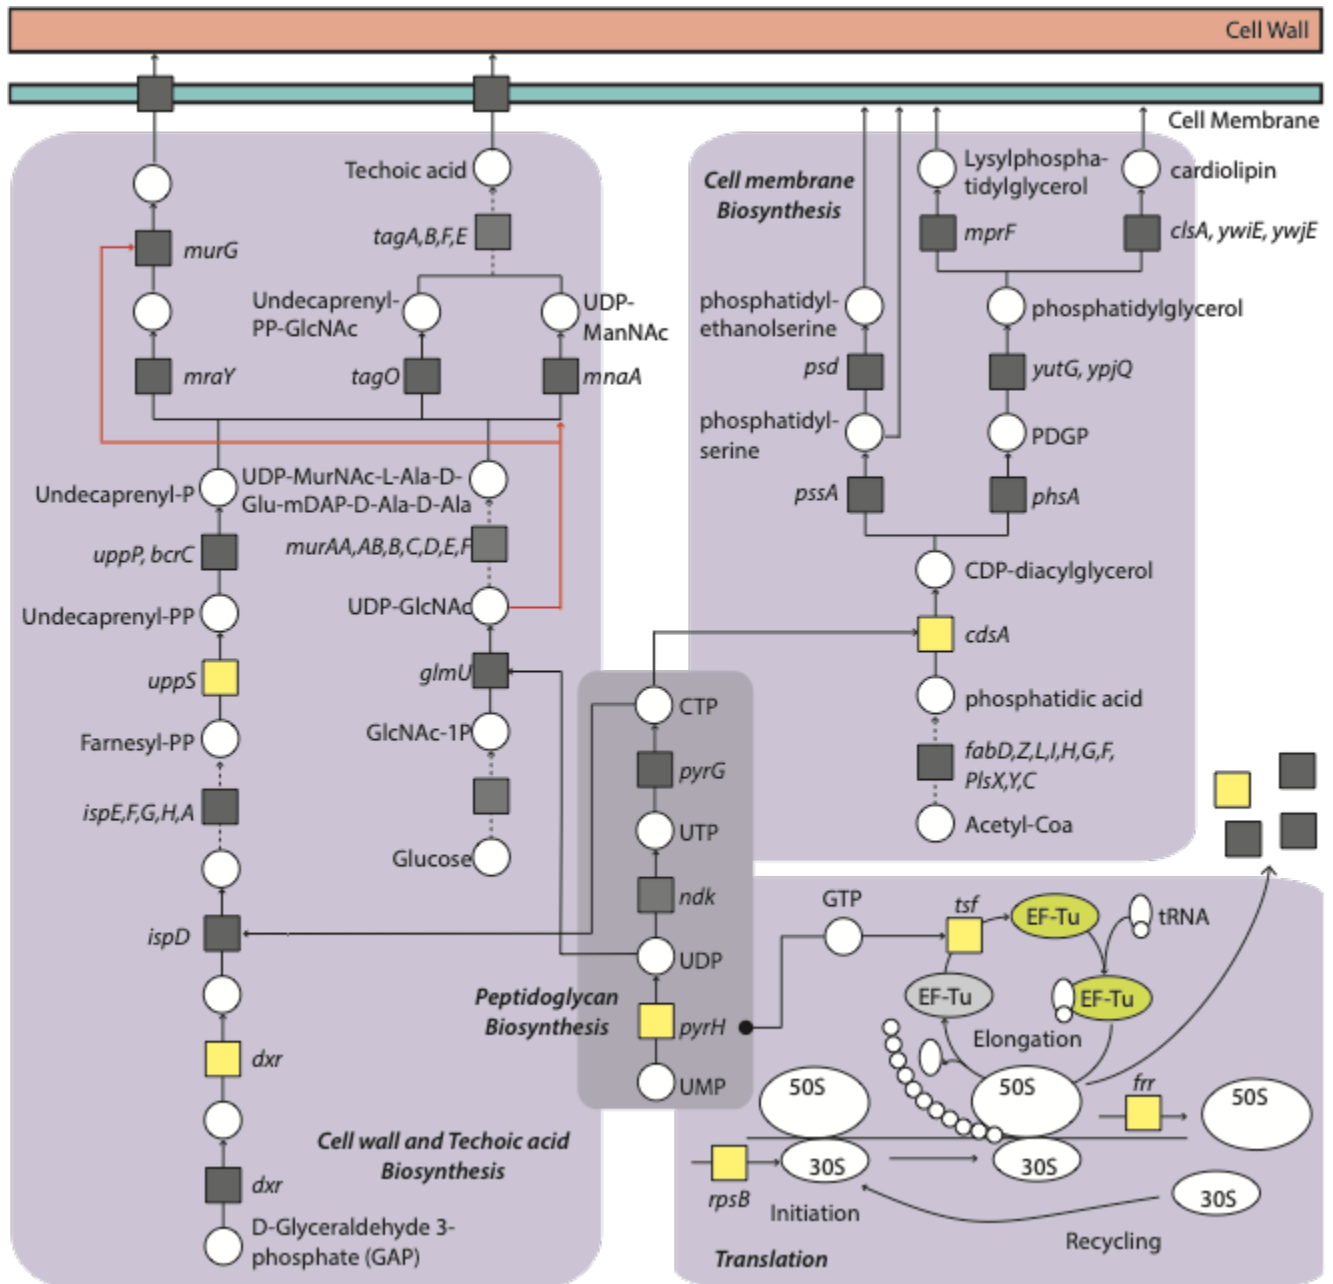 Cell Wall
Cell Membrane
murG
mraY
Techoic acid
tagA,B,F,E
Undecaprenyl-
PP-GlcNAc
UDP-
ManNAc
tagO
mnaA
Undecaprenyl-P
UDP-MurNAc-L-Ala-D-
Glu-mDAP-D-Ala-D-Ala
uppP, bcrC
murAA,AB,B,C,D,E,F
Undecaprenyl-PP
UDP-GlcNAc
uppS
glmU
Farnesyl-PP
GlcNAc-1P
ispE,F,G,H,A
Glucose
ispD
dxr
dxr
D-Glyceraldehyde 3-
phosphate (GAP)
Cell wall and Techoic acid
Biosynthesis
Peptidoglycan
Biosynthesis
CTP
pyrG
UTP
ndk
UDP
pyrH
UMP
Cell membrane
Biosynthesis
Lysylphospha-
tidylglycerol
cardiolipin
mprF
clsA, ywiE, ywjE
phosphatidyl-
ethanolserine
phosphatidylglycerol
psd
yutG, ypjQ
phosphatidyl-
serine
PDGP
pssA
phsA
CDP-diacylglycerol
cdsA
phosphatidic acid
fabD,Z,L,I,H,G,F,
PlsX,Y,C
Acetyl-Coa
GTP
tsf
EF-Tu
tRNA
EF-Tu
EF-Tu
Elongation
50S
50S
frr
50S
30S
30S
30S
rpsB
Initiation
Recycling
Translation